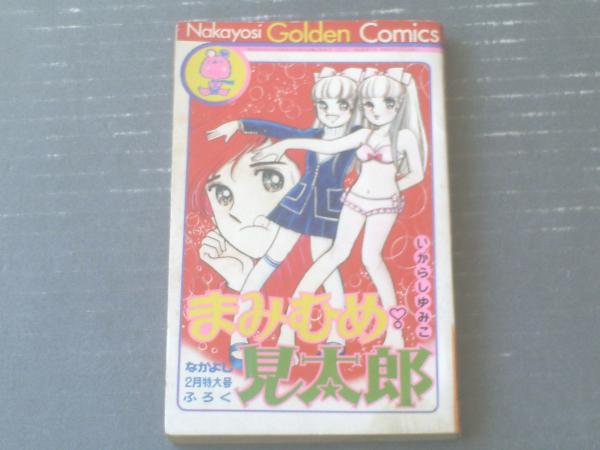 Nakayosi Golden Comics
いがらしゆみこ
まみむめ♡
見太郎
なかよし
2月特大号
ふろく